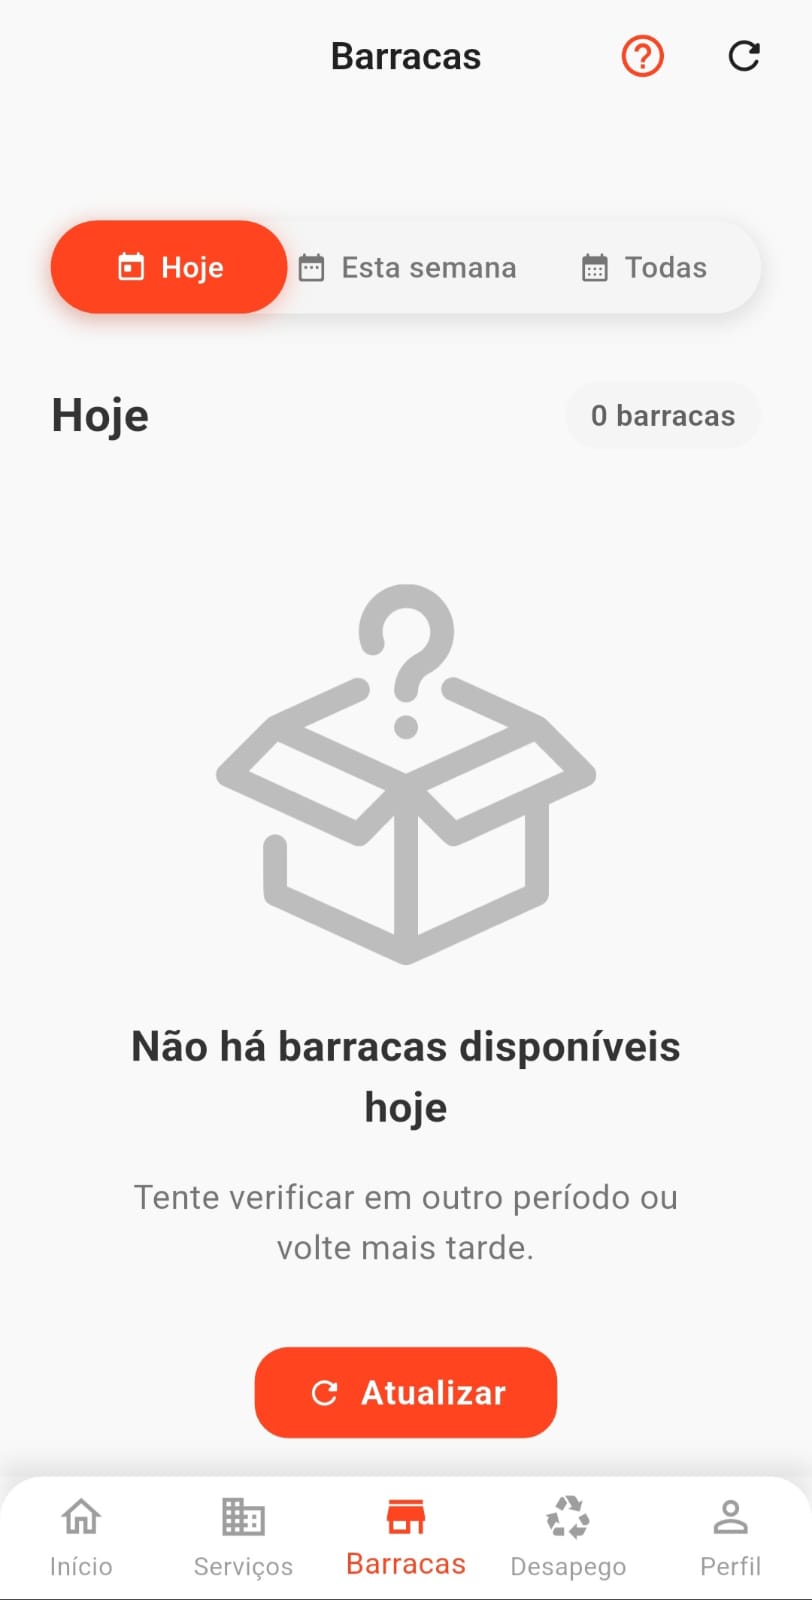 Barracas
Hoje
Esta semana
Todas
Hoje
0 barracas
Não há barracas disponíveis
hoje
Tente verificar em outro período ou
volte mais tarde.
Atualizar
Início
Serviços
Barracas
Desapego
Perfil